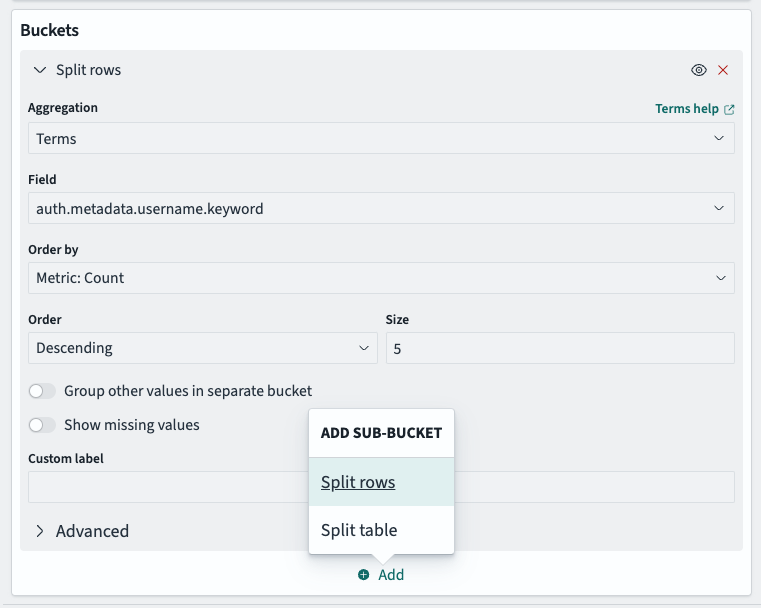 Buckets
Split rows
Aggregation
Terms help
Terms
Field
auth.metadata.username.keyword
Order by
Metric: Count
Order
Size
Descending
5
Group other values in separate bucket
Show missing values
ADD SUB-BUCKET
Custom label
Split rows
Split table
Advanced
Add